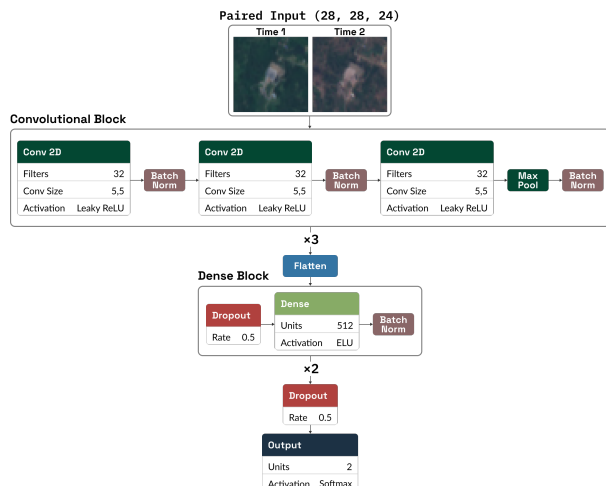 Paired Input (28, 28, 24)
Time 1 Time 2
Convolutional Block
Conv 2D
Filters 32
Conv Size 5,5
Activation Leaky ReLU
Batch
Norm
Conv 2D
Filters 32
Conv Size 5,5
Activation Leaky ReLU
Batch
Norm
Conv 2D
Filters 32
Conv Size 5,5
Activation Leaky ReLU
Max
Pool
Batch
Norm
×3
Flatten
Dense Block
Dropout
Rate 0.5
Dense
Units 512
Activation ELU
Batch
Norm
×2
Dropout
Rate 0.5
Output
Units 2
Activation Softmax